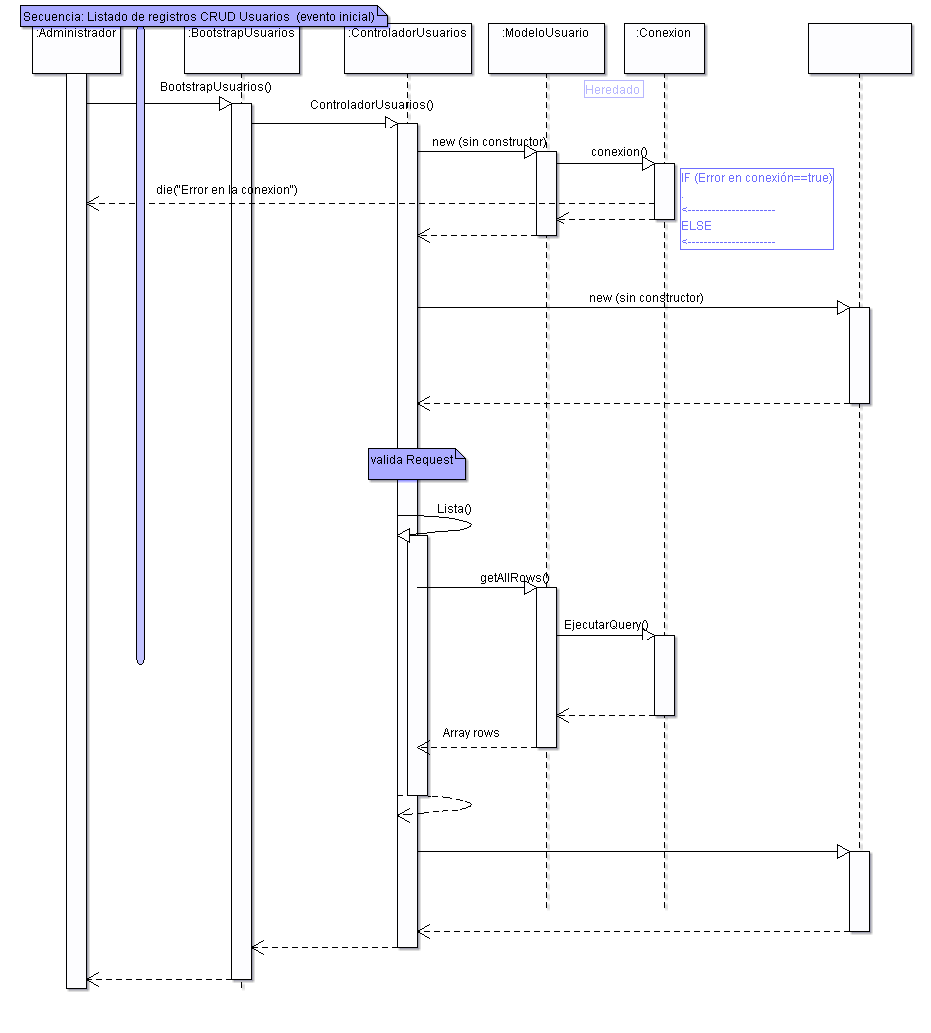 Secuencia: Listado de registros CRUD Usuarios (evento inicial)
:Administrador
:BootstrapUsuarios
:ControladorUsuarios
:ModeloUsuario
:Conexion
Heredado
BootstrapUsuarios()
ControladorUsuarios()
new (sin constructor)
conexion()
IF (Error en conexión==true)
.
<----------------------
ELSE
<----------------------
die("Error en la conexion")
new (sin constructor)
valida Request
Lista()
getAllRows()
EjecutarQuery()
Array rows